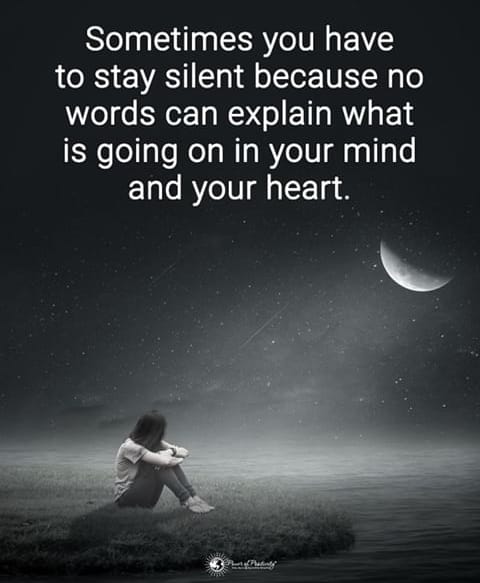 Sometimes you have
to stay silent because no
words can explain what
is going on in your mind
and your heart.
Power of Positivity